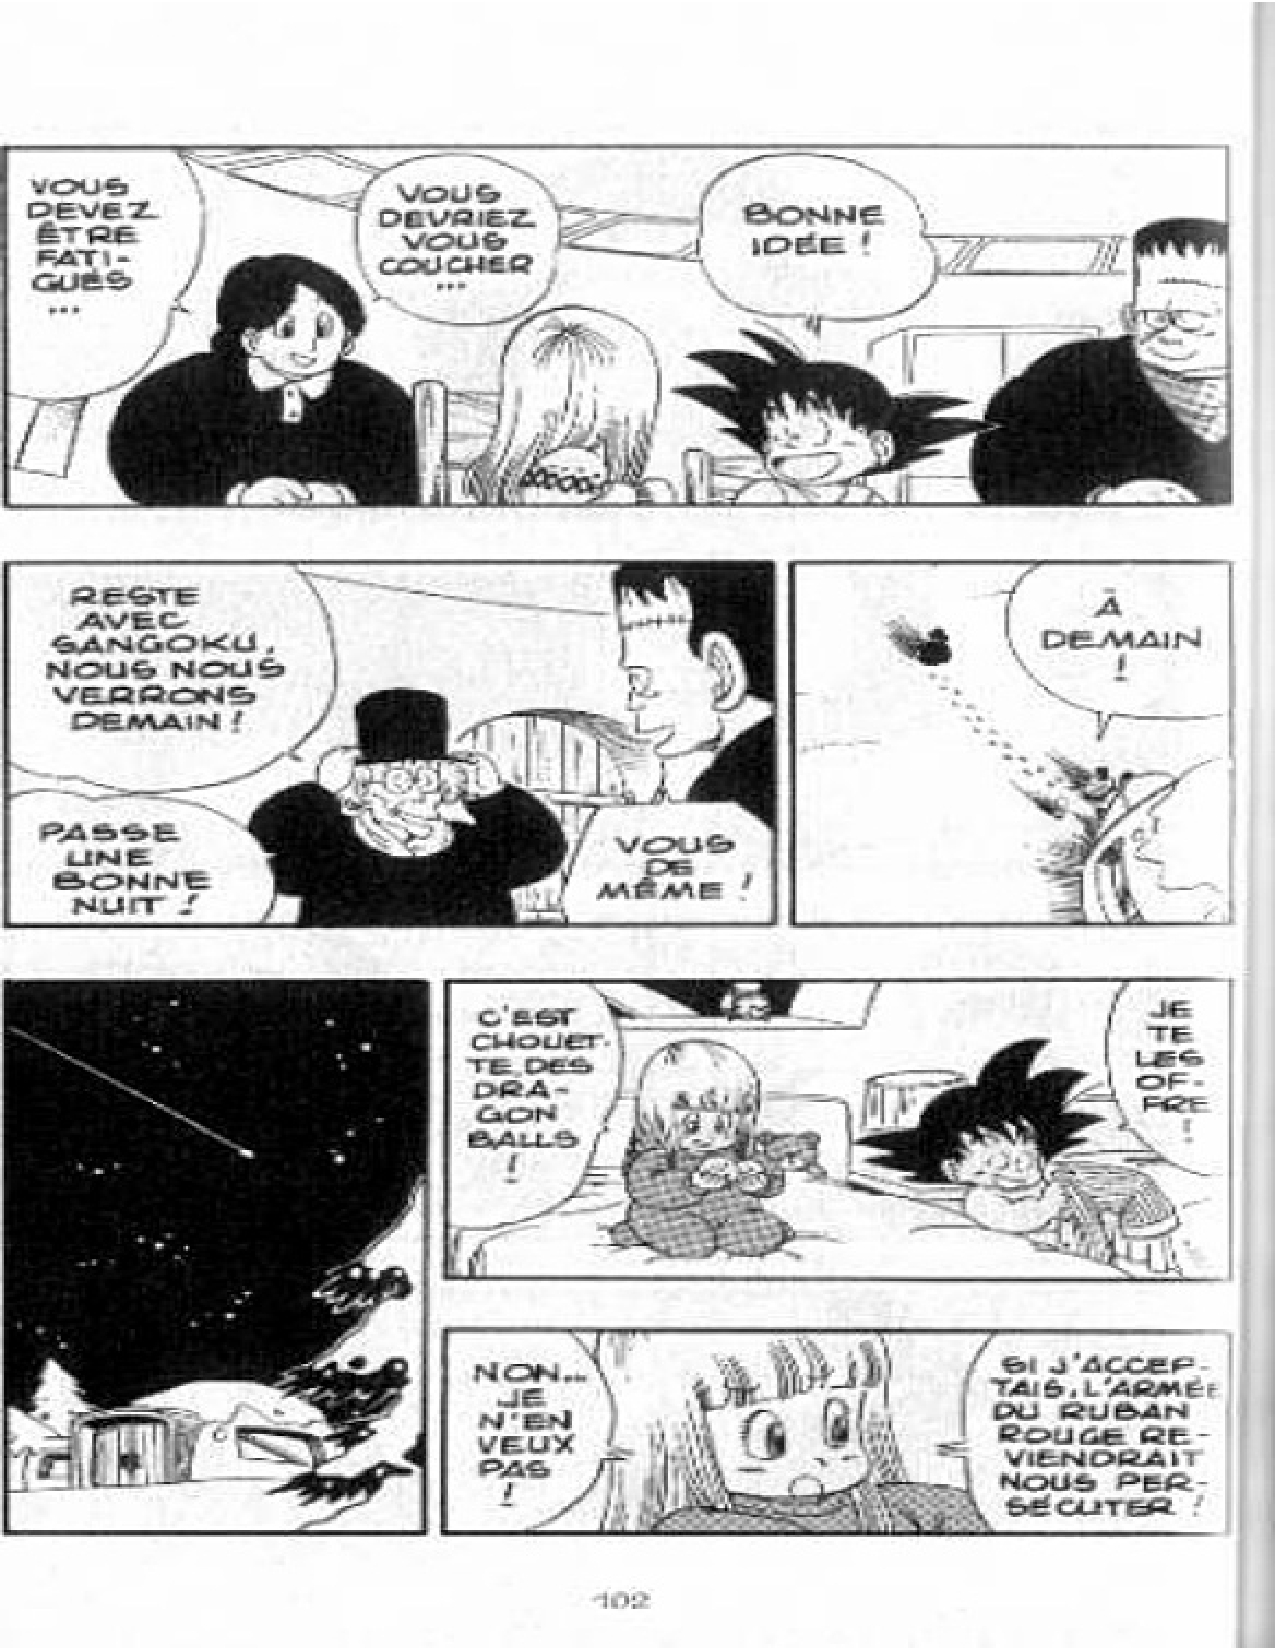 VOUS
DEVEZ
ÊTRE
FATI-
GUÉS
...
VOUS
DEVRIEZ
VOUS
COUCHER
...
BONNE
IDÉE !
RESTE
AVEC
SANGOKU,
NOUS NOUS
VERRONS
DEMAIN !
PASSE
UNE
BONNE
NUIT !
VOUS
DE
MÊME !
À
DEMAIN
!
C'EST
CHOUET-
TE DES
DRA-
GON
BALLS
!
JE
TE
LES
OF-
FRE
!
NON...
JE
N'EN
VEUX
PAS
!
SI J'ACCEP-
TAIS, L'ARMÉE
DU RUBAN
ROUGE RE-
VIENDRAIT
NOUS PER-
SÉCUTER !
102